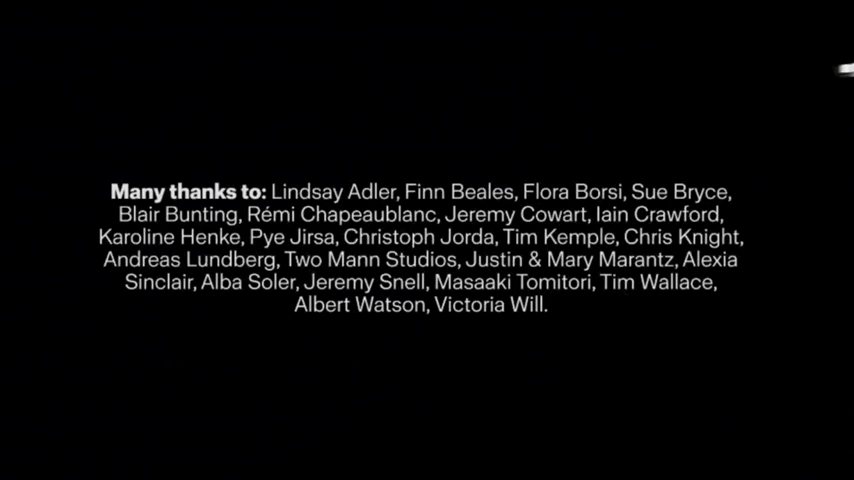 Many thanks to: Lindsay Adler, Finn Beales, Flora Borsi, Sue Bryce,
Blair Bunting, Rémi Chapeaublanc, Jeremy Cowart, Iain Crawford,
Karoline Henke, Pye Jirsa, Christoph Jorda, Tim Kemple, Chris Knight,
Andreas Lundberg, Two Mann Studios, Justin & Mary Marantz, Alexia
Sinclair, Alba Soler, Jeremy Snell, Masaaki Tomitori, Tim Wallace,
Albert Watson, Victoria Will.